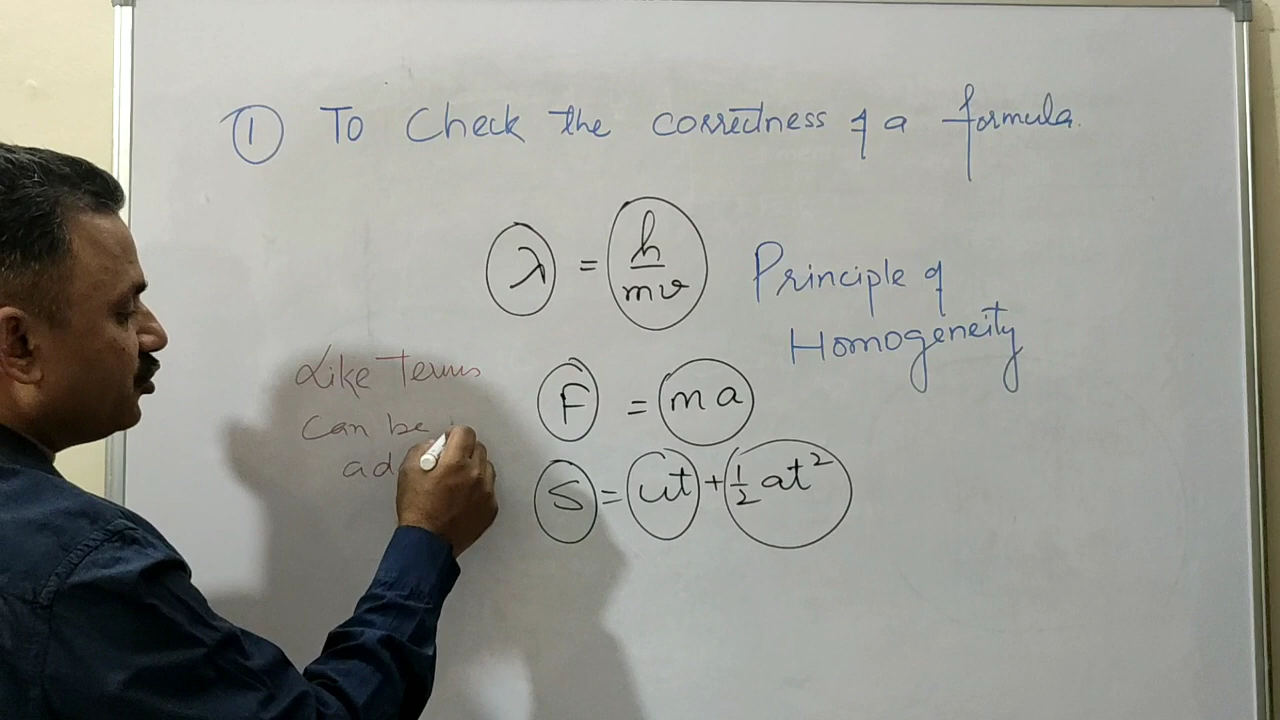 ① To Check the correctness of a formula.
λ = h/mv
Principle of
Homogeneity
Like Terms
can be
ad
F = ma
S = ut + 1/2 at²